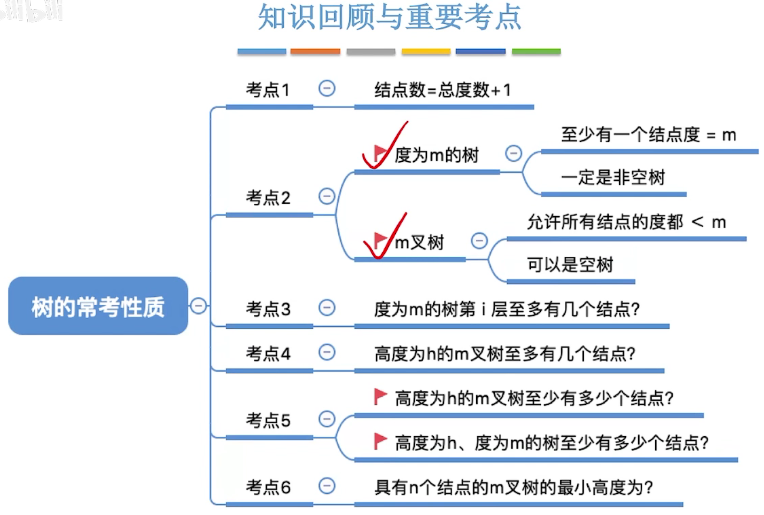 知识回顾与重要考点
树的常考性质
考点1
结点数=总度数+1
考点2
度为m的树
至少有一个结点度 = m
一定是非空树
m叉树
允许所有结点的度都 < m
可以是空树
考点3
度为m的树第 i 层至多有几个结点?
考点4
高度为h的m叉树至多有几个结点?
考点5
高度为h的m叉树至少有多少个结点?
高度为h、度为m的树至少有多少个结点?
考点6
具有n个结点的m叉树的最小高度为?